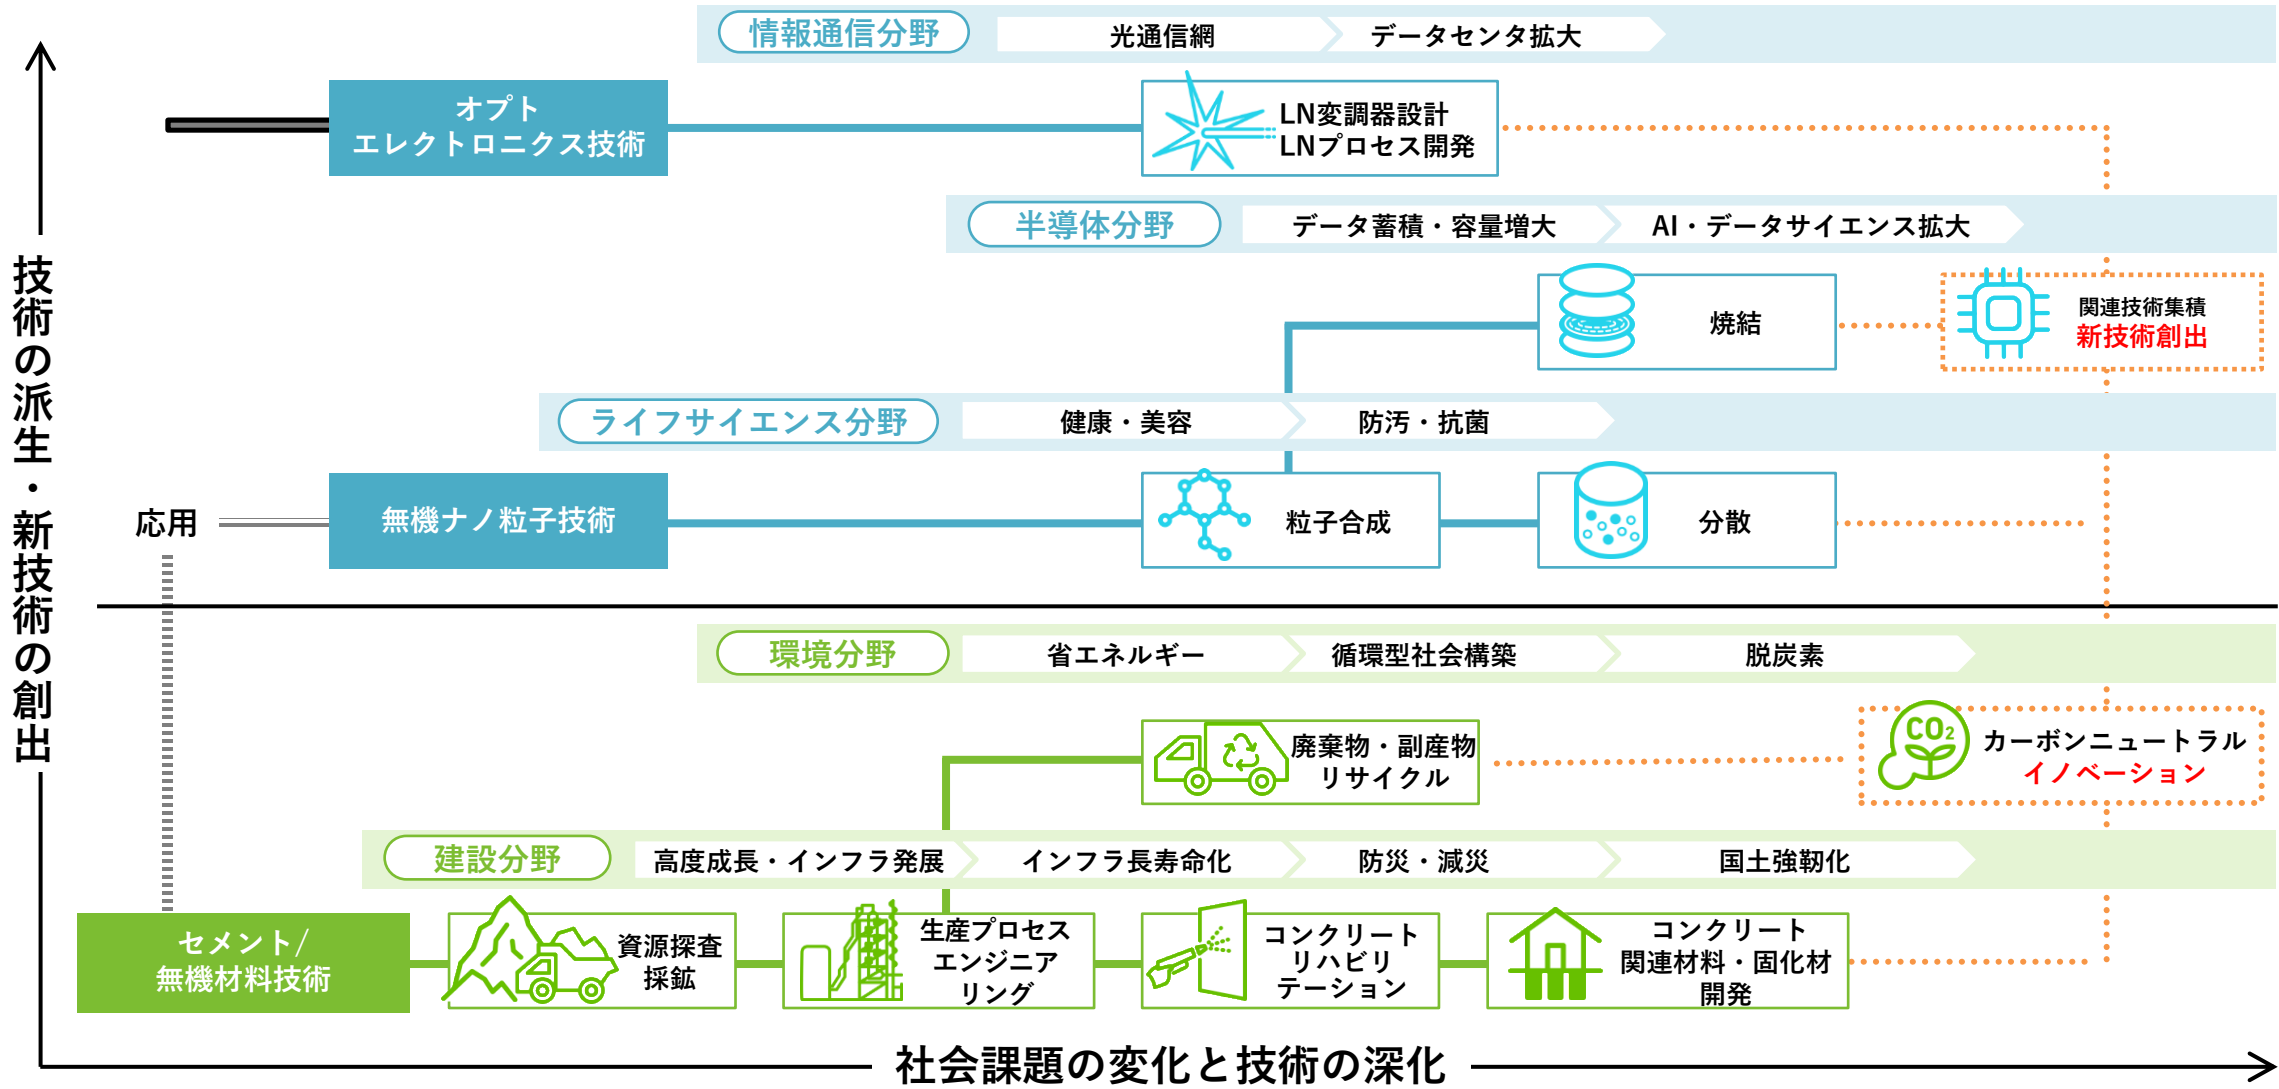 情報通信分野
光通信網
データセンタ拡大
オプト
エレクトロニクス技術
LN変調器設計
LNプロセス開発
半導体分野
データ蓄積・容量増大
AI・データサイエンス拡大
技術の派生・新技術の創出
焼結
関連技術集積
新技術創出
ライフサイエンス分野
健康・美容
防汚・抗菌
応用
無機ナノ粒子技術
粒子合成
分散
環境分野
省エネルギー
循環型社会構築
脱炭素
廃棄物・副産物
リサイクル
CO₂
カーボンニュートラル
イノベーション
建設分野
高度成長・インフラ発展
インフラ長寿命化
防災・減災
国土強靭化
セメント/
無機材料技術
資源探査
採鉱
生産プロセス
エンジニア
リング
コンクリート
リハビリ
テーション
コンクリート
関連材料・固化材
開発
社会課題の変化と技術の深化